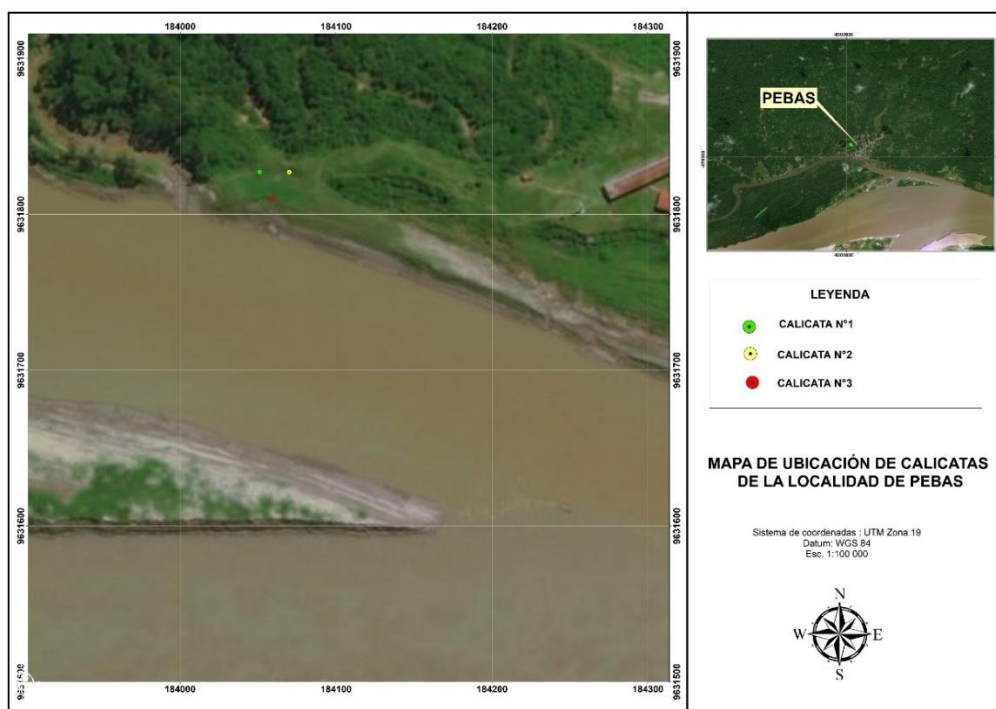 184000
184100
184200
184300
9631900
9631900
9631800
9631800
9631700
9631700
9631600
9631600
9631500
184000
184100
184200
184300
PEBAS
LEYENDA
CALICATA N°1
CALICATA N°2
CALICATA N°3
MAPA DE UBICACIÓN DE CALICATAS
DE LA LOCALIDAD DE PEBAS
Sistema de coordenadas : UTM Zona 19
Datum: WGS 84
Esc. 1:100 000
N
W
E
S